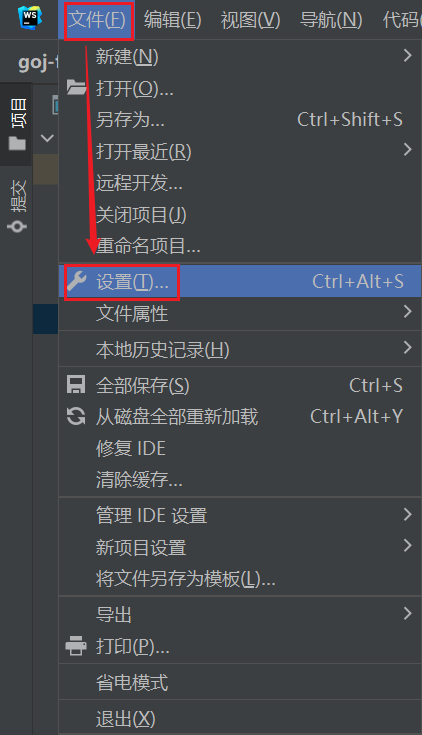 WS 文件(F) 编辑(E) 视图(V) 导航(N) 代码
goj-
项目
提交
新建(N)
打开(O)...
另存为... Ctrl+Shift+S
打开最近(R)
远程开发...
关闭项目(J)
重命名项目...
设置(T)... Ctrl+Alt+S
文件属性
本地历史记录(H)
全部保存(S) Ctrl+S
从磁盘全部重新加载 Ctrl+Alt+Y
修复 IDE
清除缓存...
管理 IDE 设置
新项目设置
将文件另存为模板(L)...
导出
打印(P)...
省电模式
退出(X)